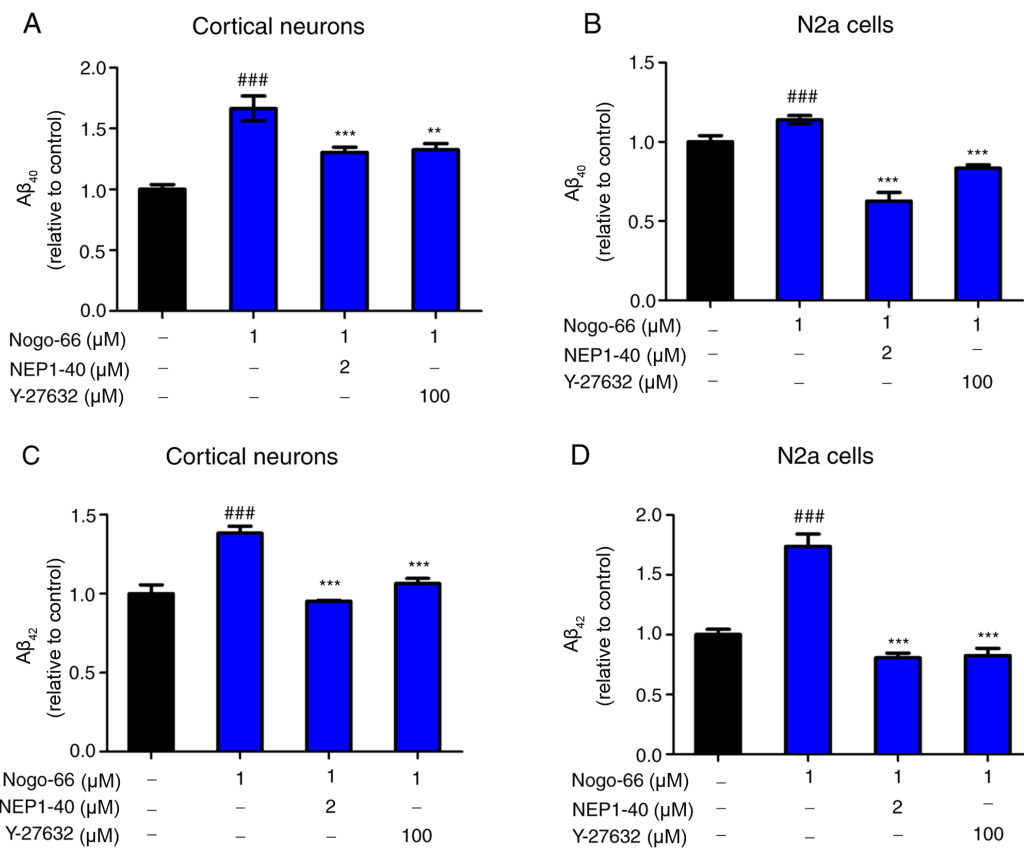 A
Cortical neurons
2.0
1.5
1.0
0.5
0.0
Aβ40
(relative to control)
###
***
**
Nogo-66 (μM) – 1 1 1
NEP1-40 (μM) – – 2 –
Y-27632 (μM) – – – 100
B
N2a cells
1.5
1.0
0.5
0.0
Aβ40
(relative to control)
###
***
***
Nogo-66 (μM) – 1 1 1
NEP1-40 (μM) – – 2 –
Y-27632 (μM) – – – 100
C
Cortical neurons
1.5
1.0
0.5
0.0
Aβ42
(relative to control)
###
***
***
Nogo-66 (μM) – 1 1 1
NEP1-40 (μM) – – 2 –
Y-27632 (μM) – – – 100
D
N2a cells
2.0
1.5
1.0
0.5
0.0
Aβ42
(relative to control)
###
***
***
Nogo-66 (μM) – 1 1 1
NEP1-40 (μM) – – 2 –
Y-27632 (μM) – – – 100